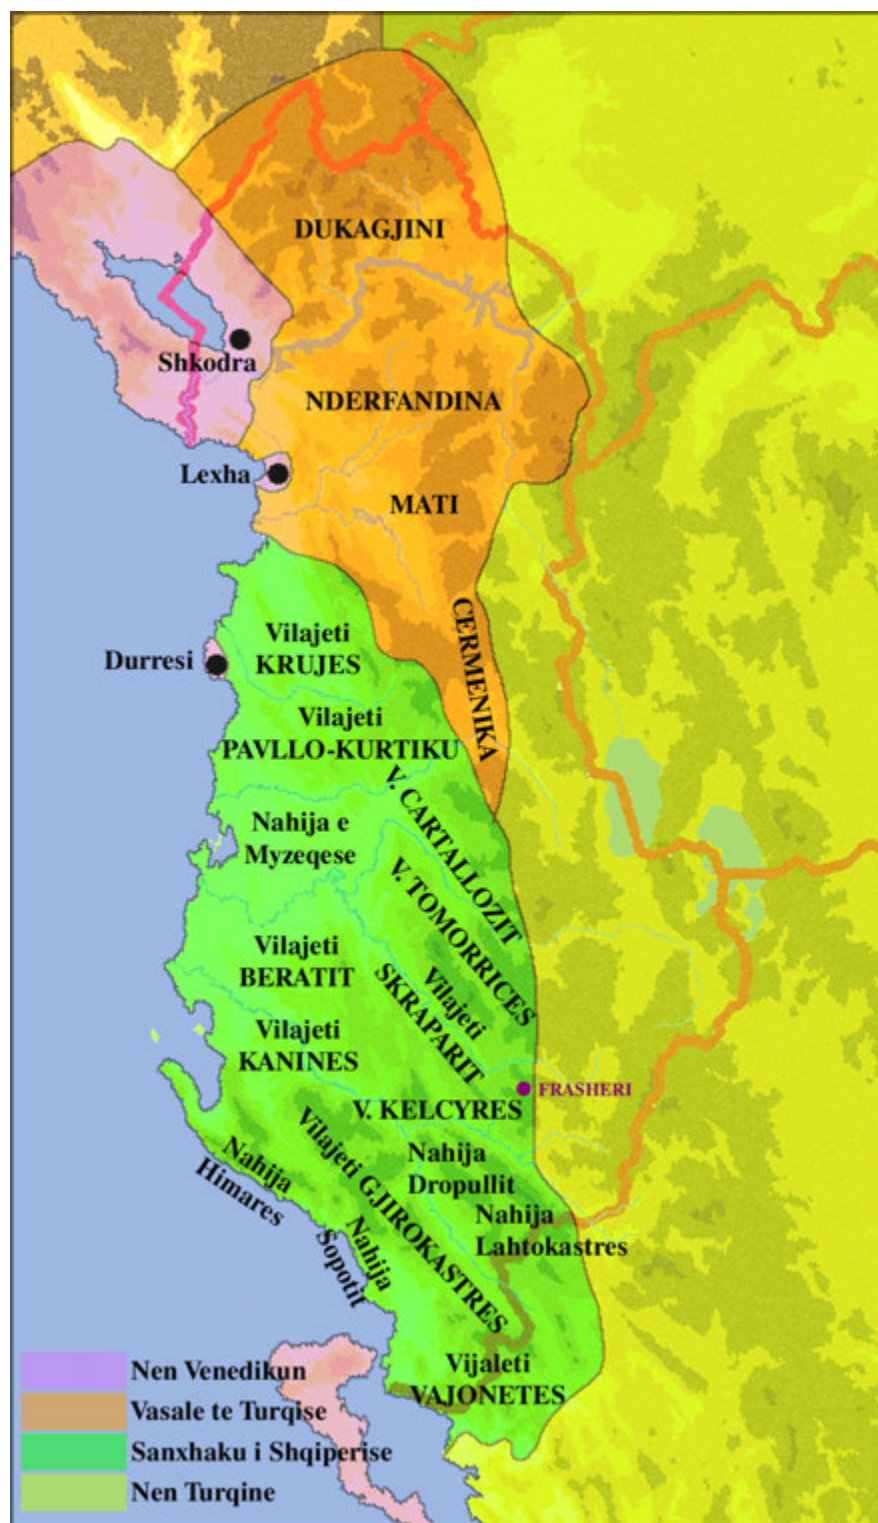 DUKAGJINI
Shkodra
NDERFANDINA
Lexha
MATI
CERMENIKA
Vilajeti
KRUJES
Durresi
Vilajeti
PAVLLO-KURTIKU
V. CARTALLOZIT
Nahija e
Myzeqese
V. TOMORRICES
Vilajeti
BERATIT
Vilajeti
SKRAPARIT
Vilajeti
KANINES
FRASHERI
V. KELCYRES
Vilajeti GJIROKASTRES
Nahija
Dropullit
Nahija
Himares
Nahija
Lahtokastres
Nahija
Sopotit
Vijaleti
VAJONETES
Nen Venedikun
Vasale te Turqise
Sanxhaku i Shqiperise
Nen Turqine